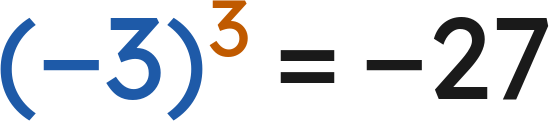 (−3)³ = −27